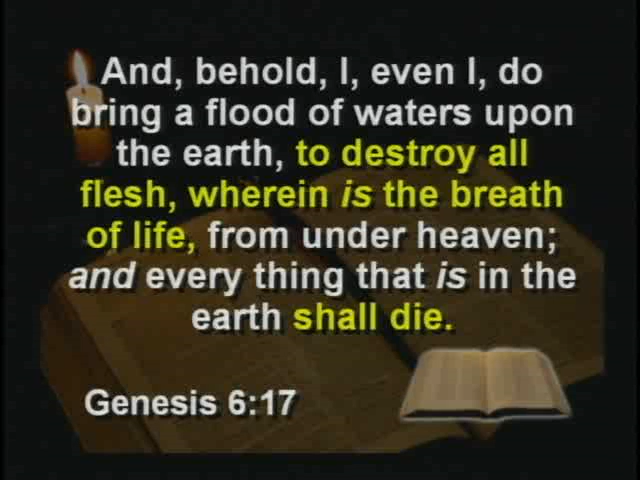 And, behold, I, even I, do
bring a flood of waters upon
the earth, to destroy all
flesh, wherein is the breath
of life, from under heaven;
and every thing that is in the
earth shall die.
Genesis 6:17